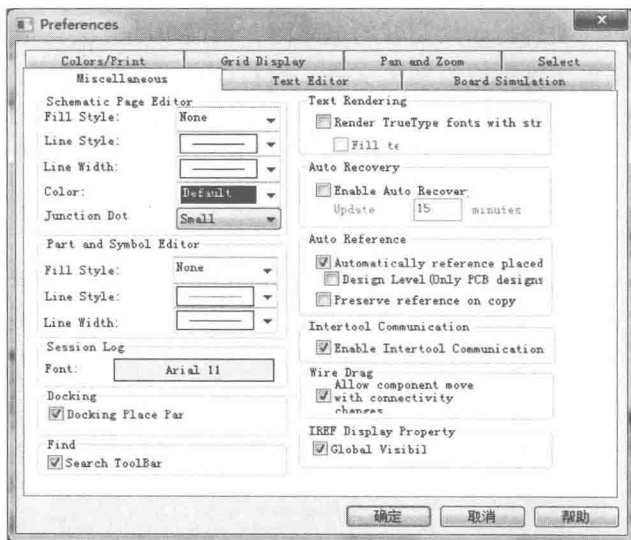 Preferences
Colors/Print
Grid Display
Pan and Zoom
Select
Miscellaneous
Text Editor
Board Simulation
Schematic Page Editor
Fill Style: None
Line Style:
Line Width:
Color: Default
Junction Dot Small
Part and Symbol Editor
Fill Style: None
Line Style:
Line Width:
Session Log
Font: Arial 11
Docking
Docking Place Par
Find
Search ToolBar
Text Rendering
Render TrueType fonts with str
Fill te
Auto Recovery
Enable Auto Recover
Update 15 minutes
Auto Reference
Automatically reference placed
Design Level(Only PCB designs
Preserve reference on copy
Intertool Communication
Enable Intertool Communication
Wire Drag
Allow component move
with connectivity
changes
IREF Display Property
Global Visibil
确定 取消 帮助